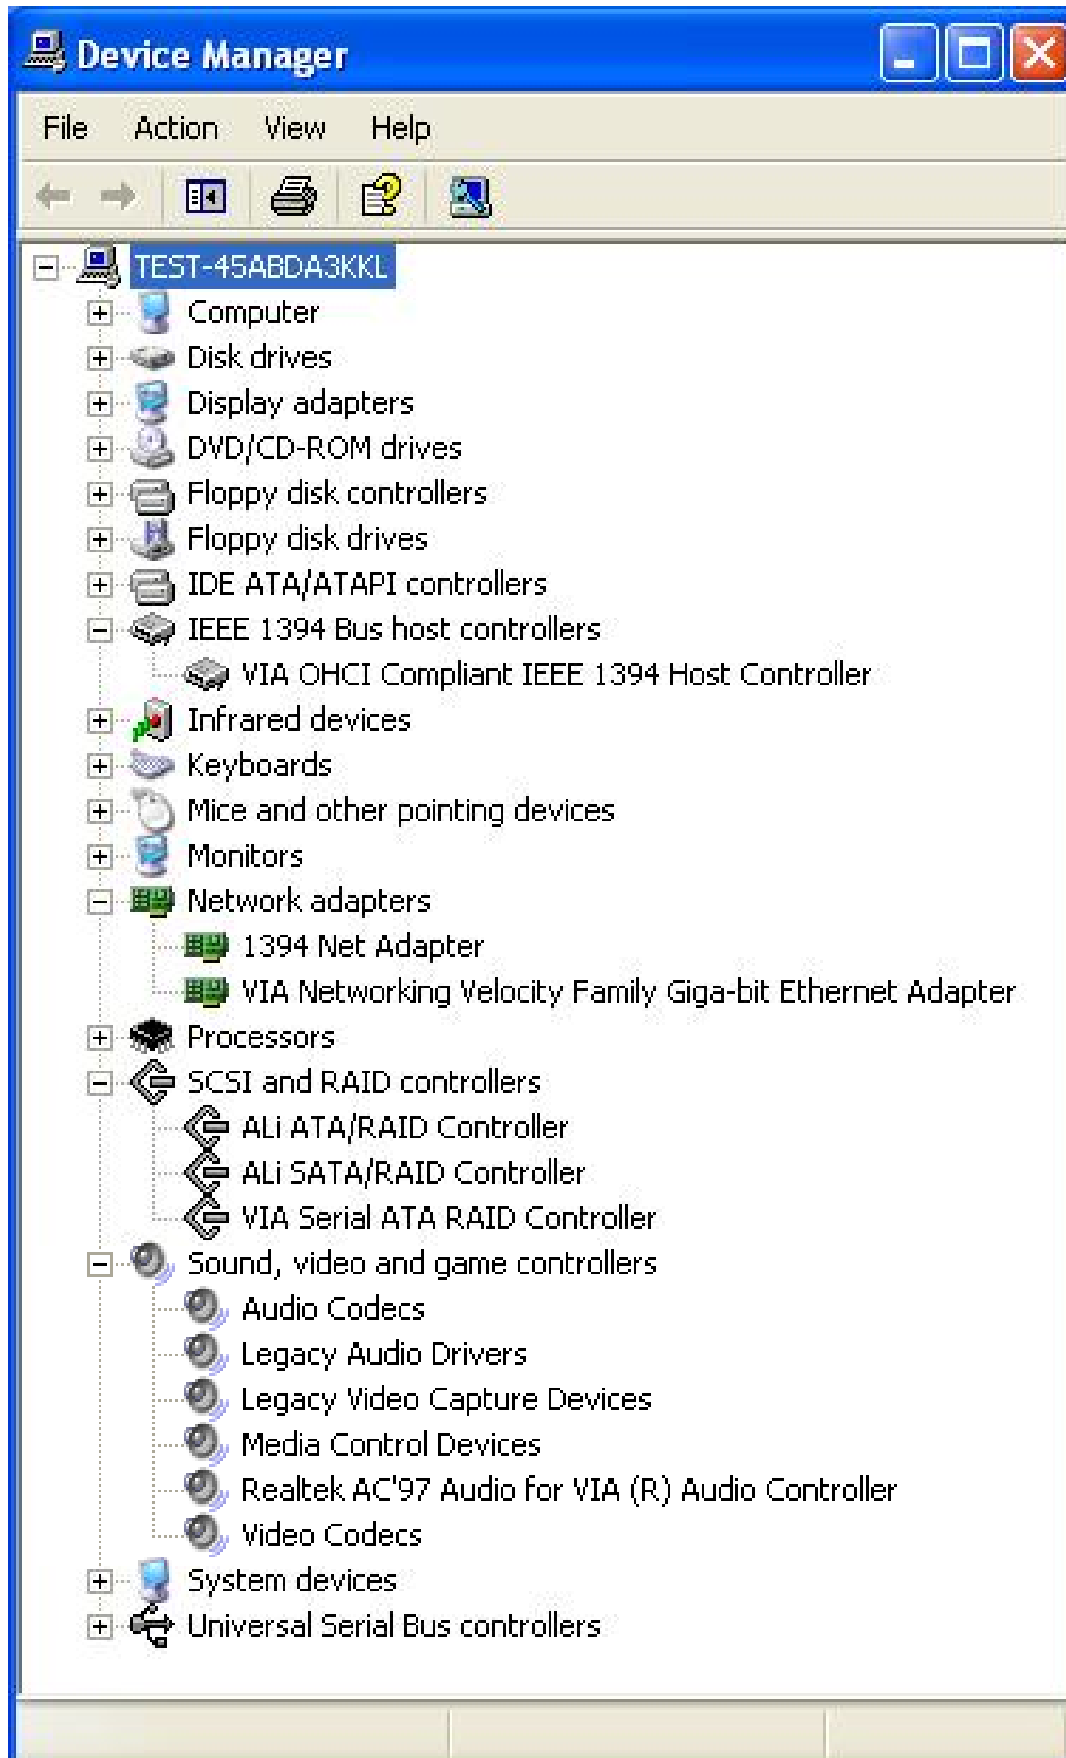 Device Manager
File Action View Help
TEST-45ABDA3KKL
Computer
Disk drives
Display adapters
DVD/CD-ROM drives
Floppy disk controllers
Floppy disk drives
IDE ATA/ATAPI controllers
IEEE 1394 Bus host controllers
VIA OHCI Compliant IEEE 1394 Host Controller
Infrared devices
Keyboards
Mice and other pointing devices
Monitors
Network adapters
1394 Net Adapter
VIA Networking Velocity Family Giga-bit Ethernet Adapter
Processors
SCSI and RAID controllers
ALi ATA/RAID Controller
ALi SATA/RAID Controller
VIA Serial ATA RAID Controller
Sound, video and game controllers
Audio Codecs
Legacy Audio Drivers
Legacy Video Capture Devices
Media Control Devices
Realtek AC'97 Audio for VIA (R) Audio Controller
Video Codecs
System devices
Universal Serial Bus controllers